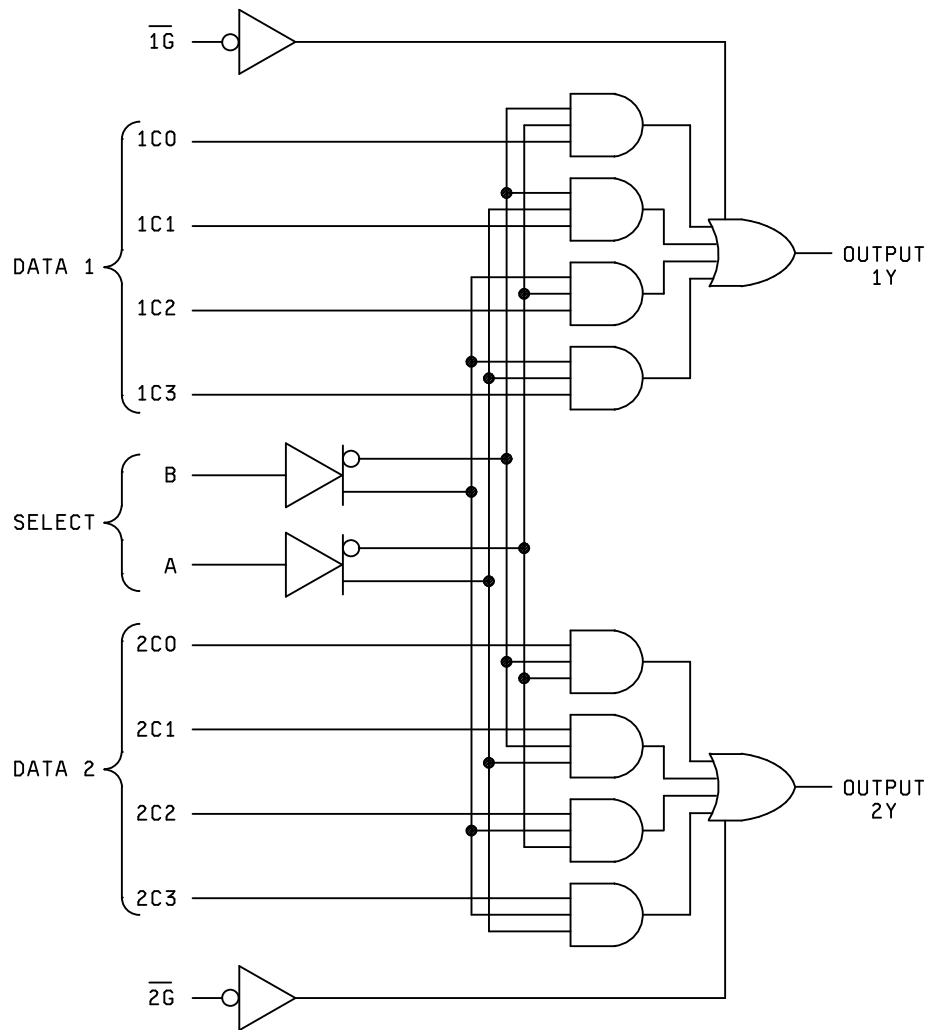 1G
1C0
1C1
DATA 1
OUTPUT
1Y
1C2
1C3
B
SELECT
A
2C0
2C1
DATA 2
OUTPUT
2Y
2C2
2C3
2G